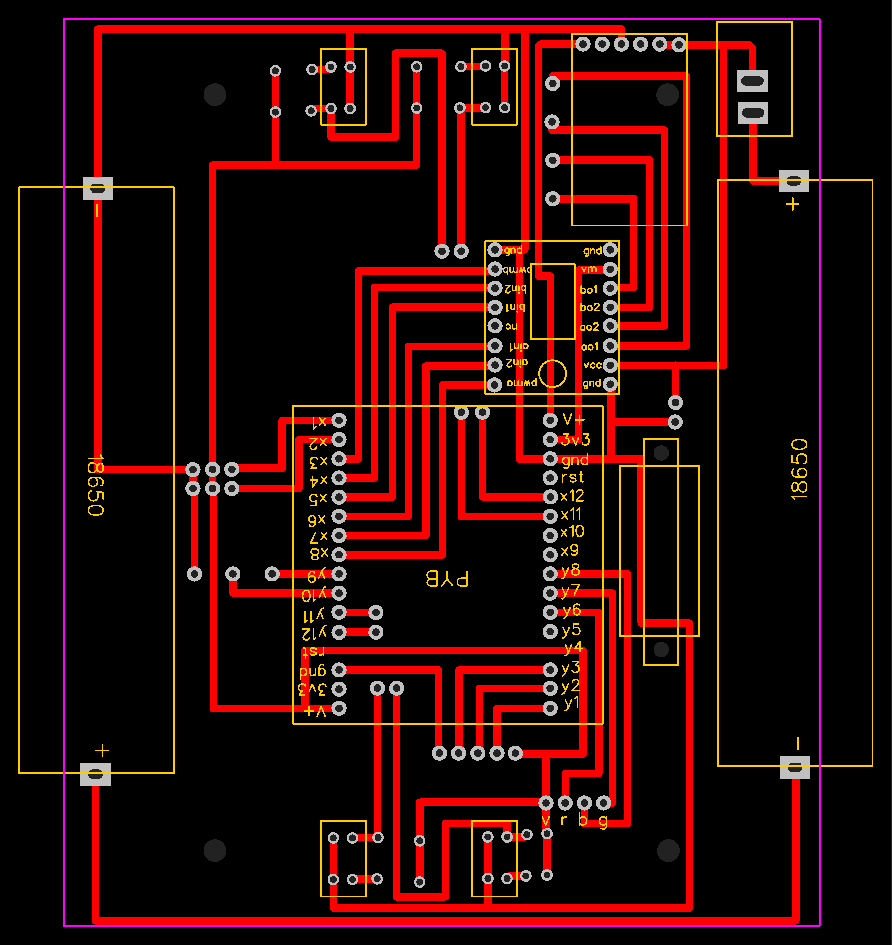 -
+
gnd
gnd
pwmb
vm
bin2
bo1
bin1
bo2
nc
ao2
ain1
ao1
ain2
vcc
pwma
gnd
x1
V+
x2
3v3
x3
gnd
x4
rst
x5
x12
x6
x11
x7
x10
x8
x9
y9
y8
y10
y7
y11
y6
y12
y5
rst
y4
gnd
y3
3v3
y2
V+
y1
PYB
18650
18650
+
-
v r b g